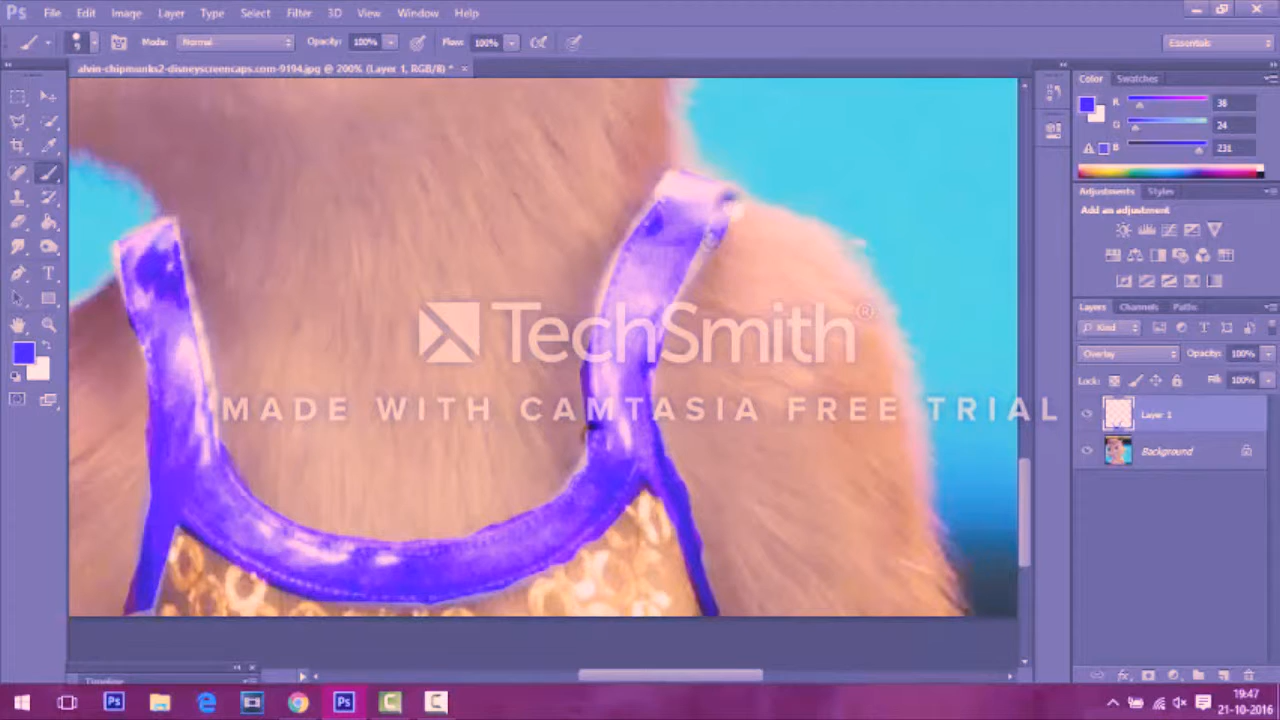 Ps File Edit Image Layer Type Select Filter 3D View Window Help
Mode: Normal Opacity: 100% Flow: 100% Essentials
alvin-chipmunks2-disneyscreencaps.com-9194.jpg @ 200% (Layer 1, RGB/8) *
Color Swatches
R 38
G 24
B 231
Adjustments Styles
Add an adjustment
Layers Channels Paths
Kind
Overlay Opacity: 100%
Lock: Fill: 100%
Layer 1
Background
TechSmith®
MADE WITH CAMTASIA FREE TRIAL
Timeline
19:47
21-10-2016